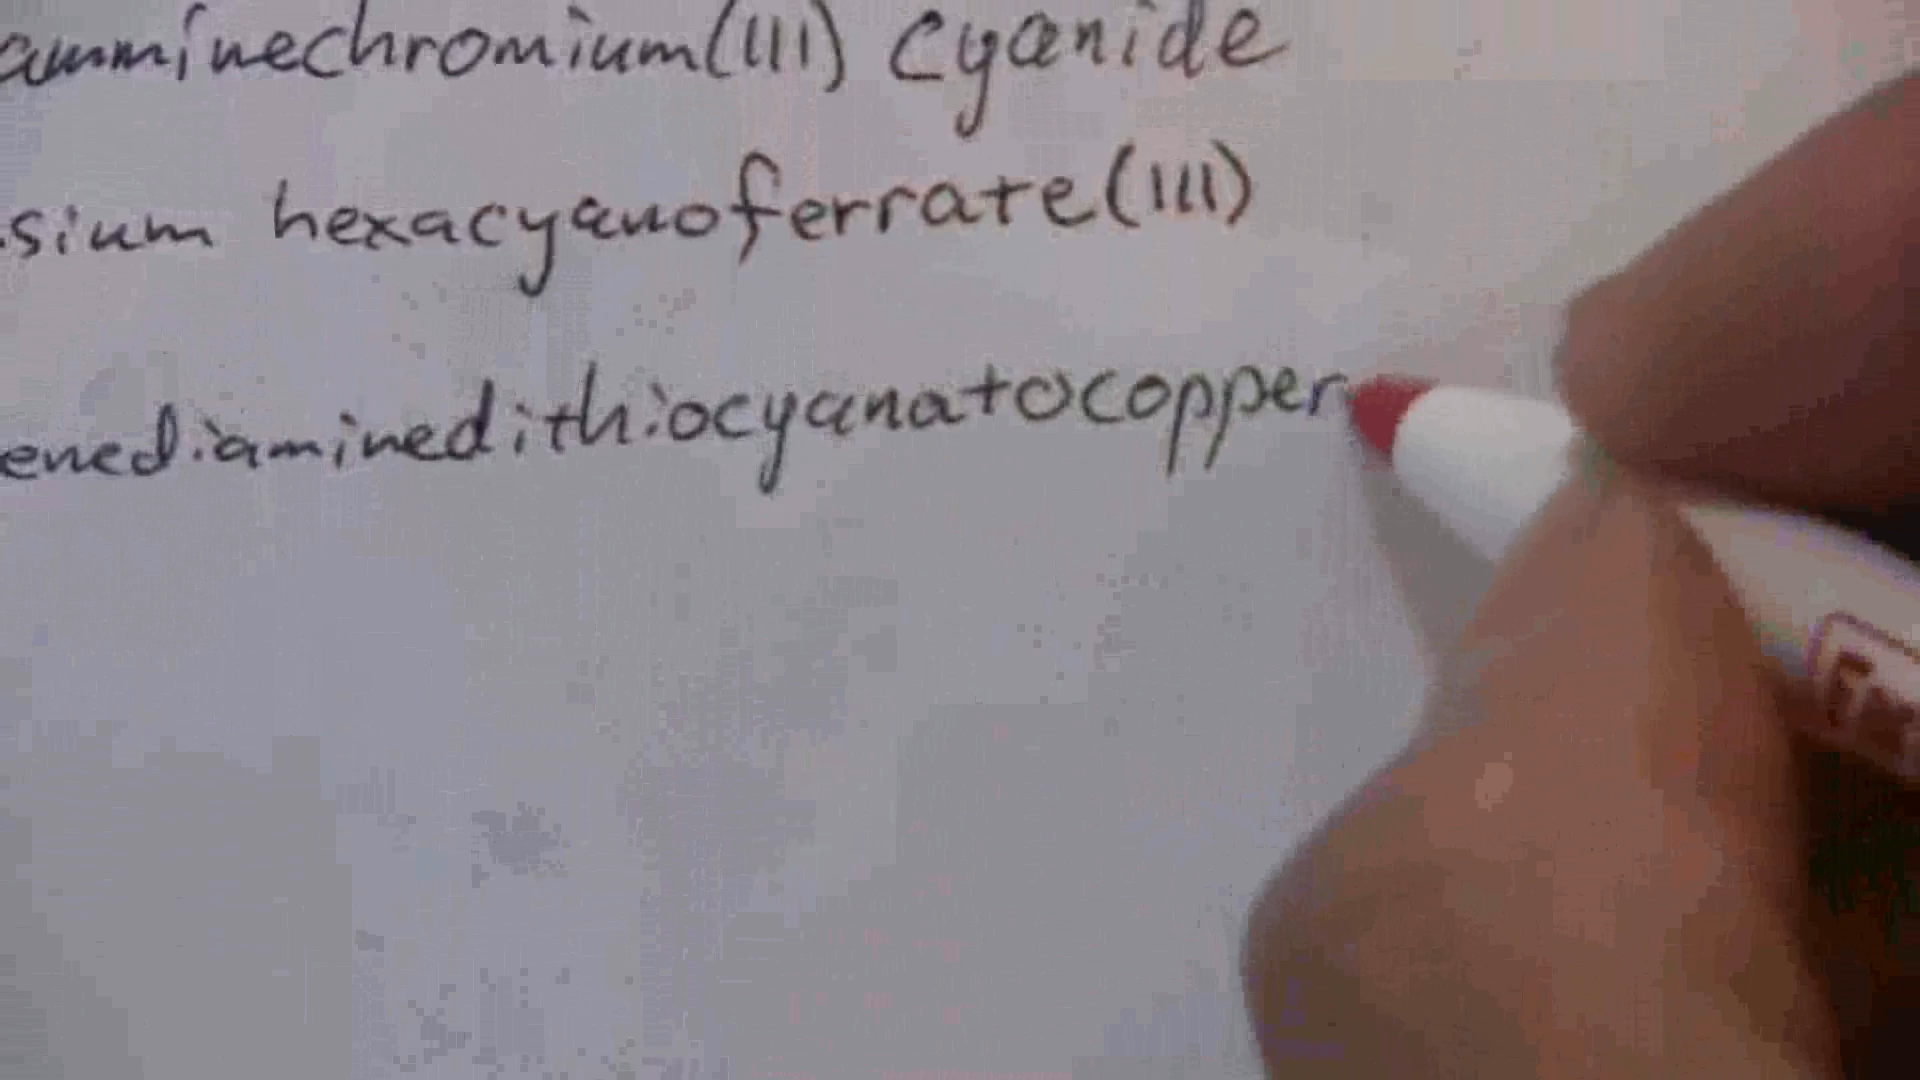 amminechromium(III) cyanide
sium hexacyanoferrate(III)
enediaminedithiocyanatocopper